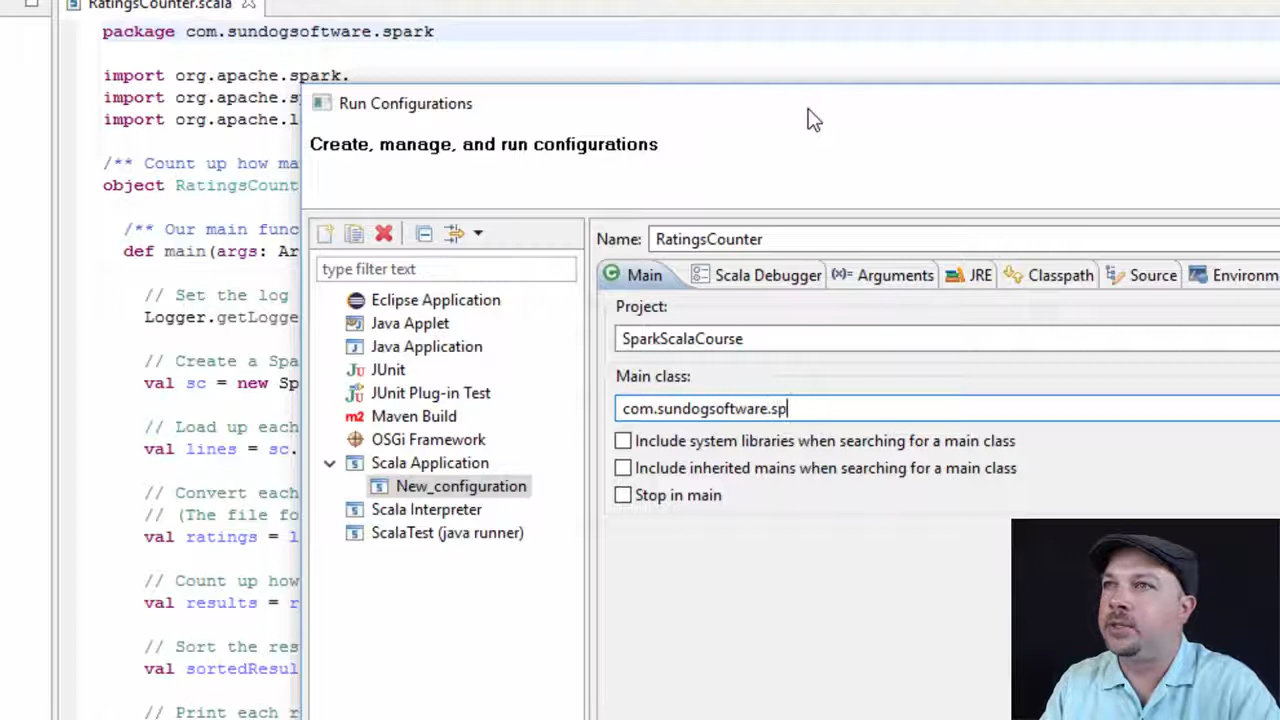 RatingsCounter.scala
package com.sundogsoftware.spark
import org.apache.spark.
import org.apache.s
import org.apache.l
/** Count up how ma
object RatingsCount
/** Our main func
def main(args: Ar
// Set the log
Logger.getLogge
// Create a Spa
val sc = new Sp
// Load up each
val lines = sc.
// Convert each
// (The file fo
val ratings = l
// Count up how
val results = r
// Sort the res
val sortedResul
// Print each r
Run Configurations
Create, manage, and run configurations
type filter text
Eclipse Application
Java Applet
Java Application
JUnit
JUnit Plug-in Test
m2 Maven Build
OSGi Framework
Scala Application
New_configuration
Scala Interpreter
ScalaTest (java runner)
Name: RatingsCounter
Main Scala Debugger (x)= Arguments JRE Classpath Source Environm
Project:
SparkScalaCourse
Main class:
com.sundogsoftware.sp
Include system libraries when searching for a main class
Include inherited mains when searching for a main class
Stop in main